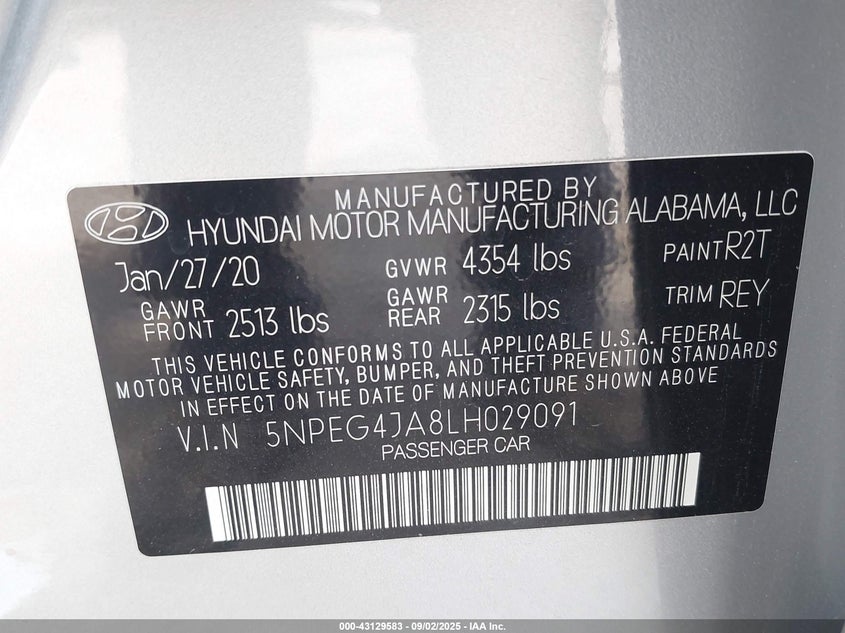 MANUFACTURED BY
HYUNDAI MOTOR MANUFACTURING ALABAMA, LLC
Jan/27/20 GVWR 4354 lbs PAINT R2T
GAWR FRONT 2513 lbs GAWR REAR 2315 lbs TRIM REY
THIS VEHICLE CONFORMS TO ALL APPLICABLE U.S.A. FEDERAL
MOTOR VEHICLE SAFETY, BUMPER, AND THEFT PREVENTION STANDARDS
IN EFFECT ON THE DATE OF MANUFACTURE SHOWN ABOVE
V.I.N 5NPEG4JA8LH029091
PASSENGER CAR
000-43129583 - 09/02/2025 - IAA Inc.